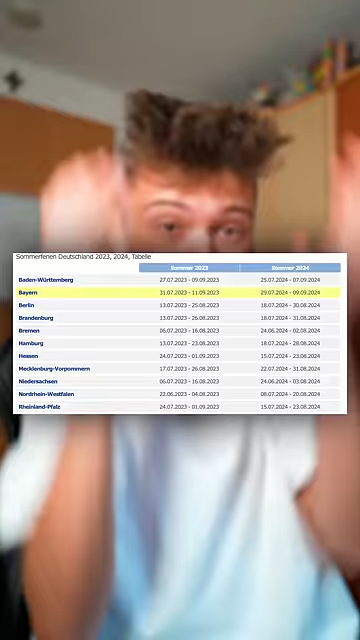 Sommerferien Deutschland 2023, 2024, Tabelle
Sommer 2023 Sommer 2024
Baden-Württemberg 27.07.2023 - 09.09.2023 25.07.2024 - 07.09.2024
Bayern 31.07.2023 - 11.09.2023 29.07.2024 - 09.09.2024
Berlin 13.07.2023 - 25.08.2023 18.07.2024 - 30.08.2024
Brandenburg 13.07.2023 - 26.08.2023 18.07.2024 - 31.08.2024
Bremen 06.07.2023 - 16.08.2023 24.06.2024 - 02.08.2024
Hamburg 13.07.2023 - 23.08.2023 18.07.2024 - 28.08.2024
Hessen 24.07.2023 - 01.09.2023 15.07.2024 - 23.08.2024
Mecklenburg-Vorpommern 17.07.2023 - 26.08.2023 22.07.2024 - 31.08.2024
Niedersachsen 06.07.2023 - 16.08.2023 24.06.2024 - 03.08.2024
Nordrhein-Westfalen 22.06.2023 - 04.08.2023 08.07.2024 - 20.08.2024
Rheinland-Pfalz 24.07.2023 - 01.09.2023 15.07.2024 - 23.08.2024